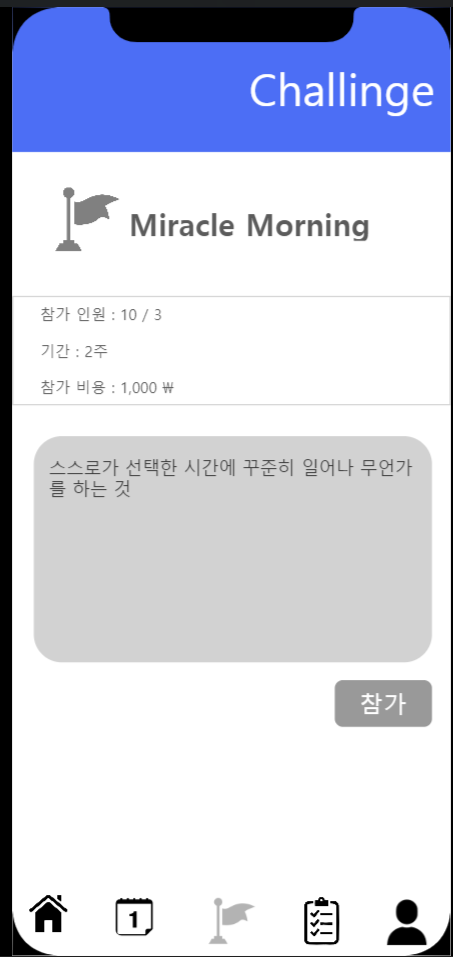 Challinge
Miracle Morning
참가 인원 : 10 / 3
기간 : 2주
참가 비용 : 1,000 ₩
스스로가 선택한 시간에 꾸준히 일어나 무언가
를 하는 것
참가
1